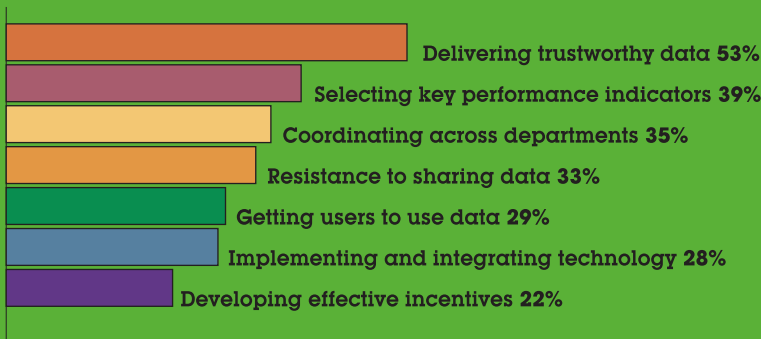 Delivering trustworthy data 53%
Selecting key performance indicators 39%
Coordinating across departments 35%
Resistance to sharing data 33%
Getting users to use data 29%
Implementing and integrating technology 28%
Developing effective incentives 22%